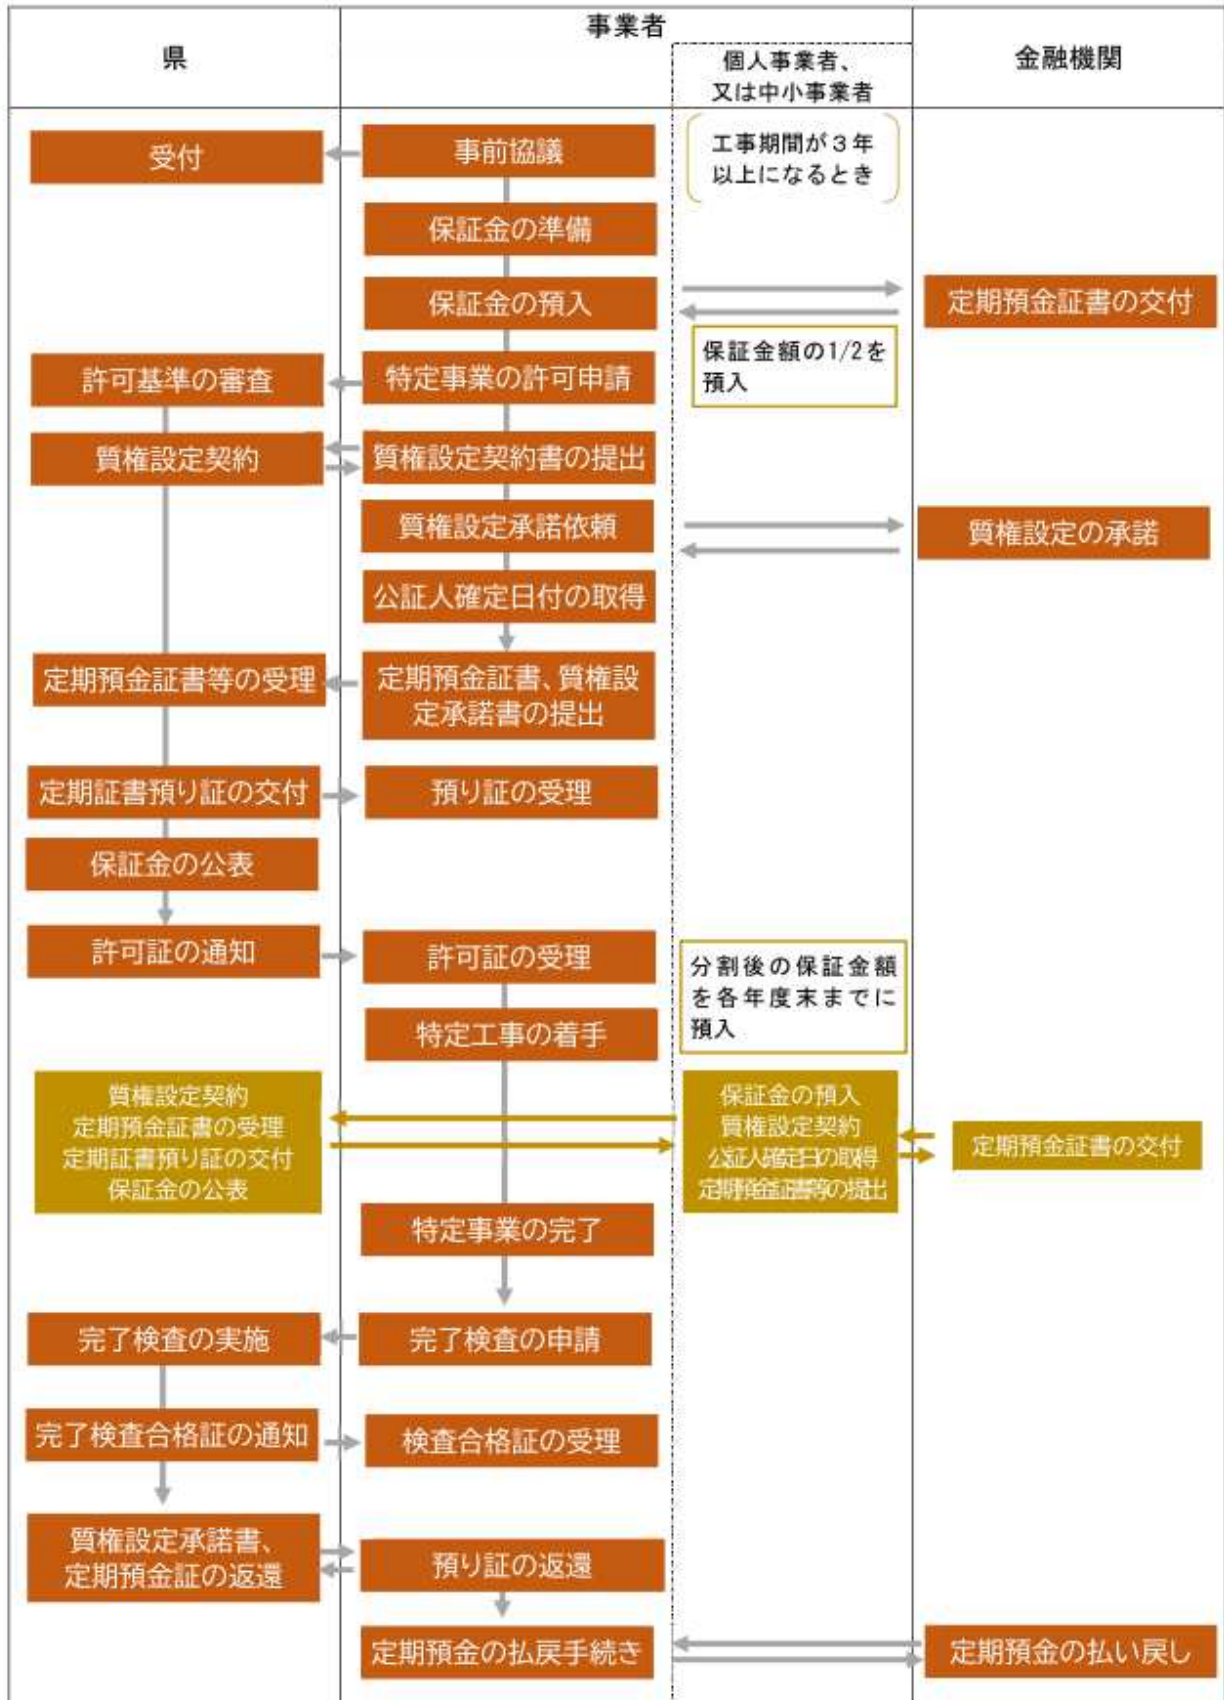 県
事業者
個人事業者、
又は中小事業者
金融機関
受付
事前協議
工事期間が3年
以上になるとき
保証金の準備
保証金の預入
定期預金証書の交付
保証金額の1/2を
預入
許可基準の審査
特定事業の許可申請
質権設定契約
質権設定契約書の提出
質権設定承諾依頼
質権設定の承諾
公証人確定日付の取得
定期預金証書等の受理
定期預金証書、質権設
定承諾書の提出
定期証書預り証の交付
預り証の受理
保証金の公表
許可証の通知
許可証の受理
分割後の保証金額
を各年度末までに
預入
特定工事の着手
質権設定契約
定期預金証書の受理
定期証書預り証の交付
保証金の公表
保証金の預入
質権設定契約
公証人確定日の取得
定期預金証書等の提出
定期預金証書の交付
特定事業の完了
完了検査の実施
完了検査の申請
完了検査合格証の通知
検査合格証の受理
質権設定承諾書、
定期預金証の返還
預り証の返還
定期預金の払戻手続き
定期預金の払い戻し